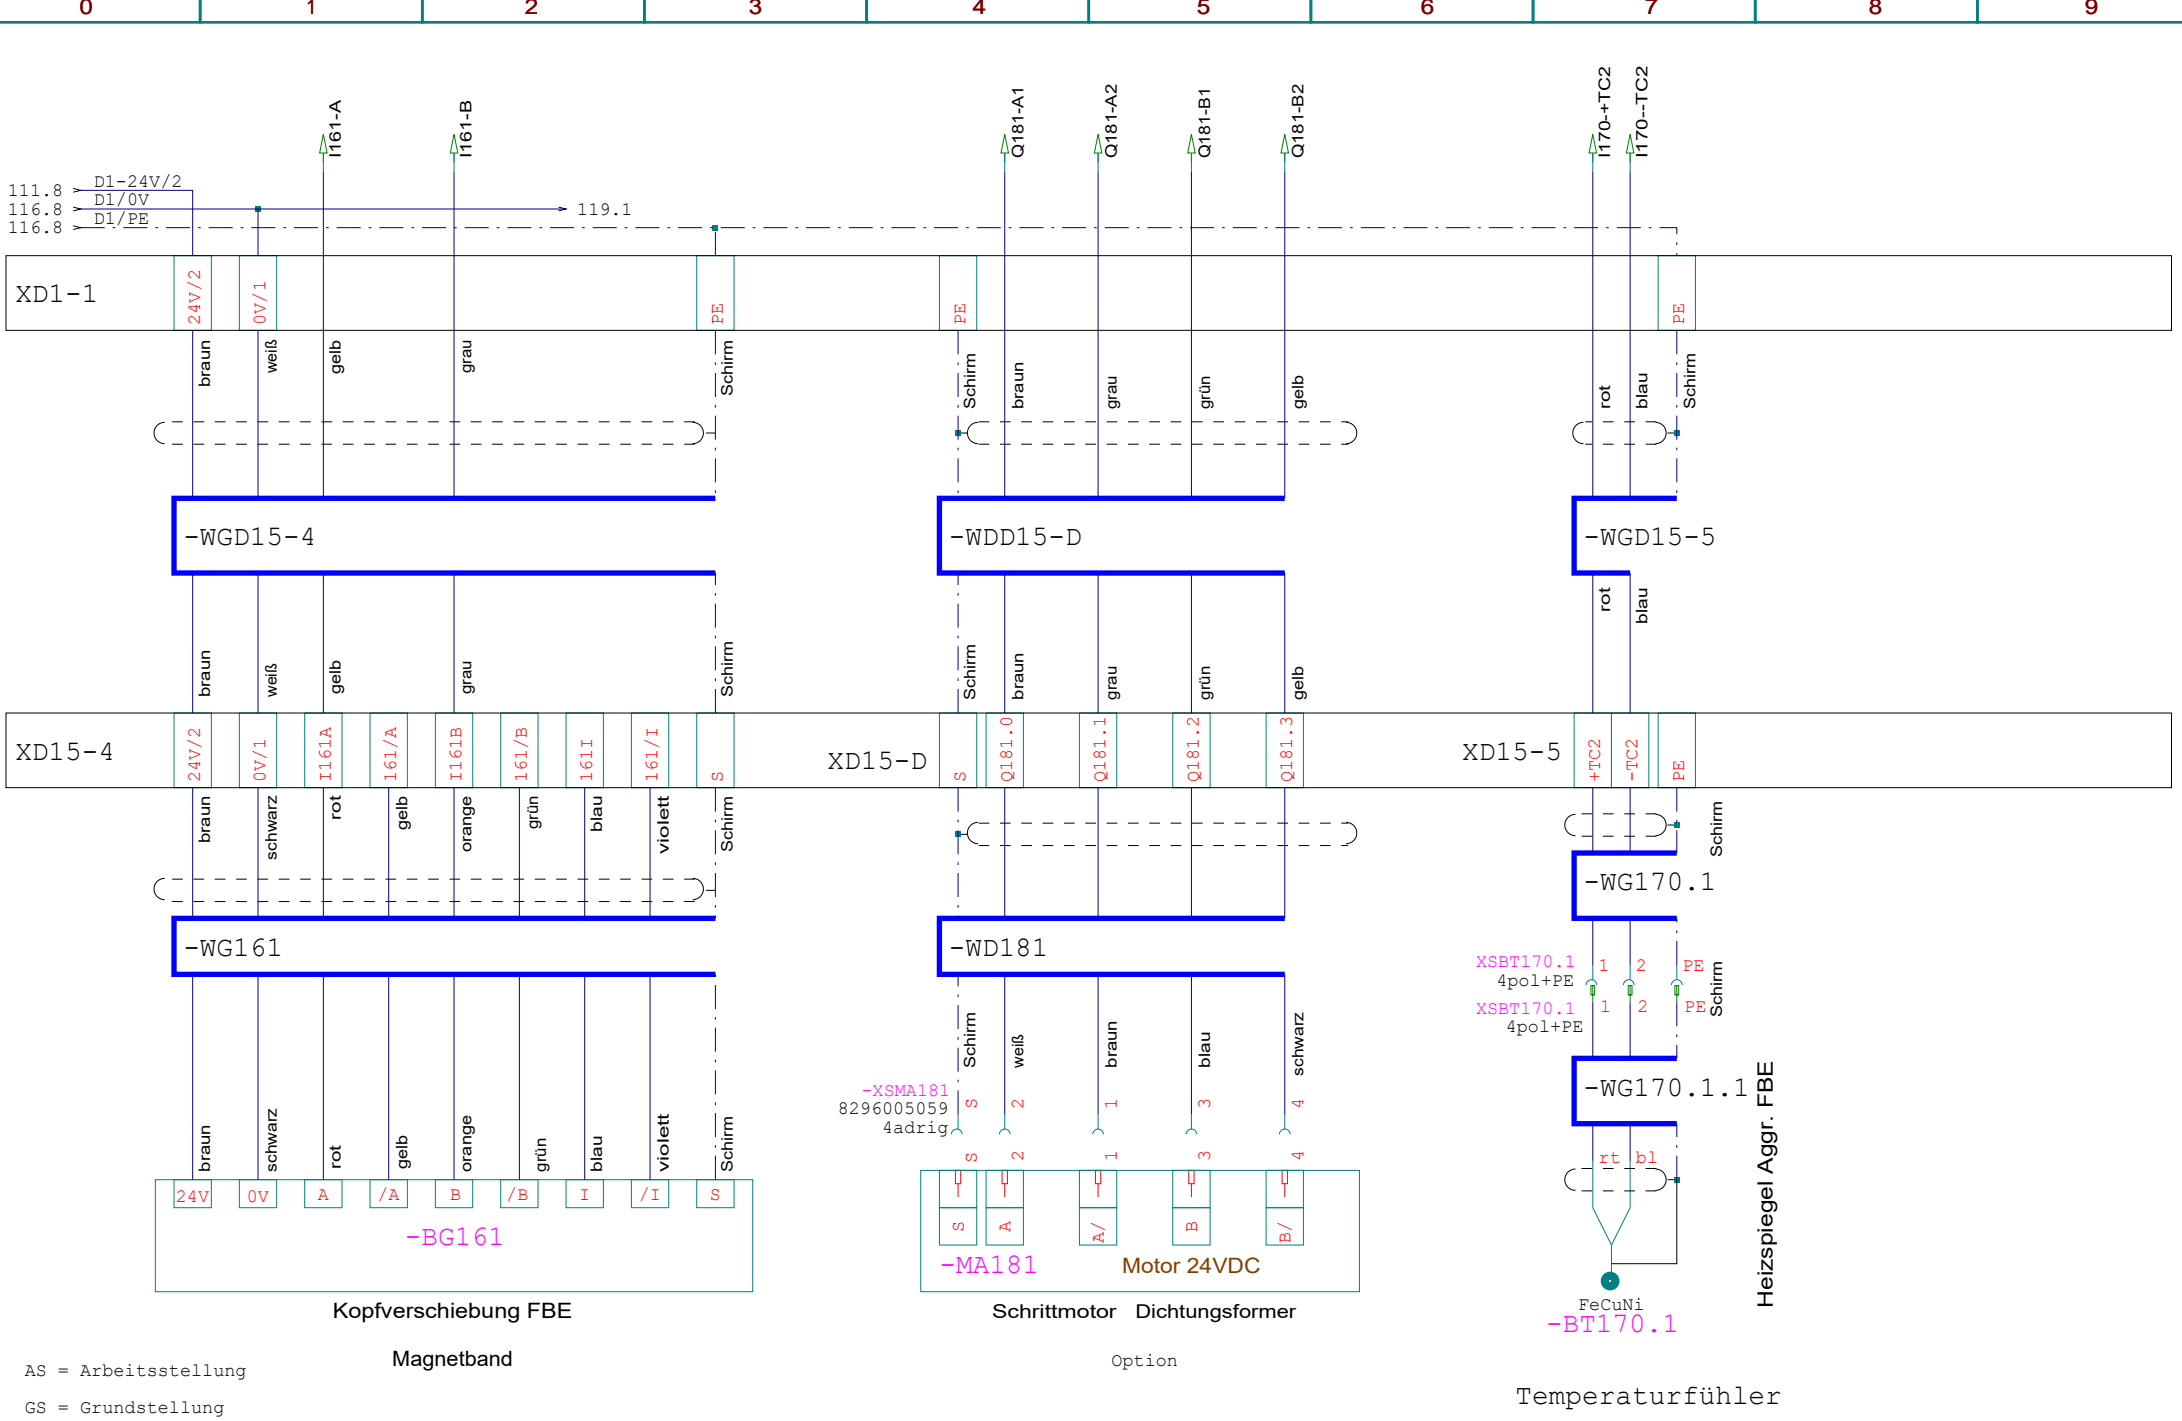 0 1 2 3 4 5 6 7 8 9
I161-A I161-B Q181-A1 Q181-A2 Q181-B1 Q181-B2 I170-+TC2 I170--TC2
111.8 D1-24V/2
116.8 D1/0V 119.1
116.8 D1/PE
XD1-1 24V/2 0V/1 PE PE PE
braun weiß gelb grau Schirm Schirm braun grau grün gelb rot blau Schirm
-WGD15-4 -WDD15-D -WGD15-5
rot blau
braun weiß gelb grau Schirm Schirm braun grau grün gelb
XD15-4 24V/2 0V/1 I161A 161/A I161B 161/B 161I 161/I S XD15-D S Q181.0 Q181.1 Q181.2 Q181.3 XD15-5 +TC2 -TC2 PE
braun schwarz rot gelb orange grün blau violett Schirm Schirm
-WG170.1
-WG161 -WD181
XSBT170.1 1 2 PE
4pol+PE
Schirm
XSBT170.1 1 2 PE
4pol+PE
Schirm weiß braun blau schwarz
-WG170.1.1
Heizspiegel Aggr. FBE
-XSMA181 S 2 1 3 4
8296005059
4adrig
braun schwarz rot gelb orange grün blau violett Schirm
S 2 1 3 4
rt bl
24V 0V A /A B /B I /I S
S A A/ B B/
-BG161
-MA181 Motor 24VDC
FeCuNi
-BT170.1
Kopfverschiebung FBE
Schrittmotor Dichtungsformer
Magnetband
Option
AS = Arbeitsstellung
Temperaturfühler
GS = Grundstellung